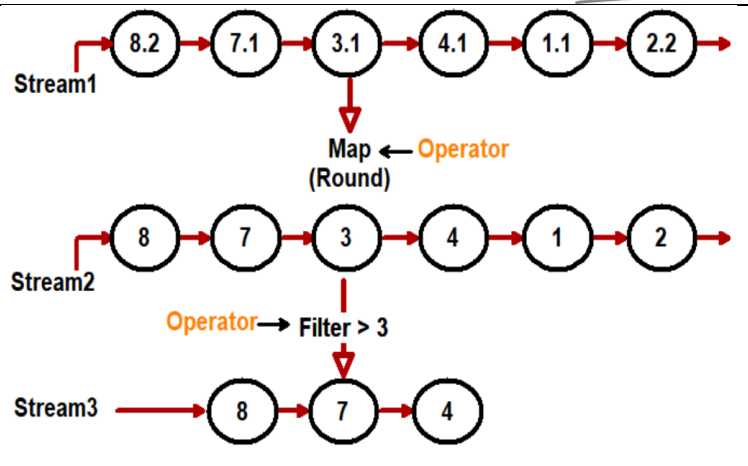 8.2 7.1 3.1 4.1 1.1 2.2
Stream1
Map Operator
(Round)
8 7 3 4 1 2
Stream2
Operator Filter > 3
Stream3 8 7 4